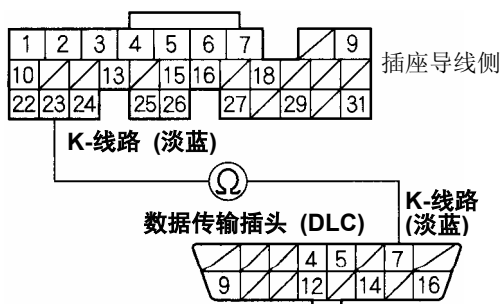 1 2 3 4 5 6 7 9
10 13 15 16 18 插座导线侧
22 23 24 25 26 27 29 31
K-线路 (淡蓝)
Ω
K-线路
(淡蓝)
数据传输插头 (DLC)
4 5 7
9 12 14 16